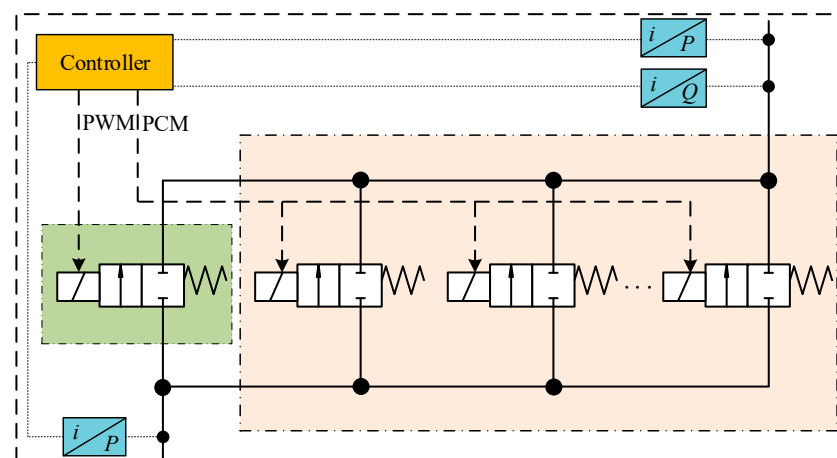 i P
Controller
i Q
PWM PCM
...
i P